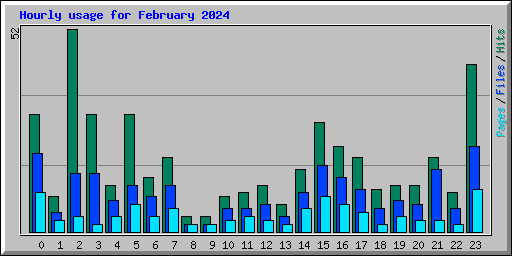 Hourly usage for February 2024
52
Pages / Files / Hits
0 1 2 3 4 5 6 7 8 9 10 11 12 13 14 15 16 17 18 19 20 21 22 23